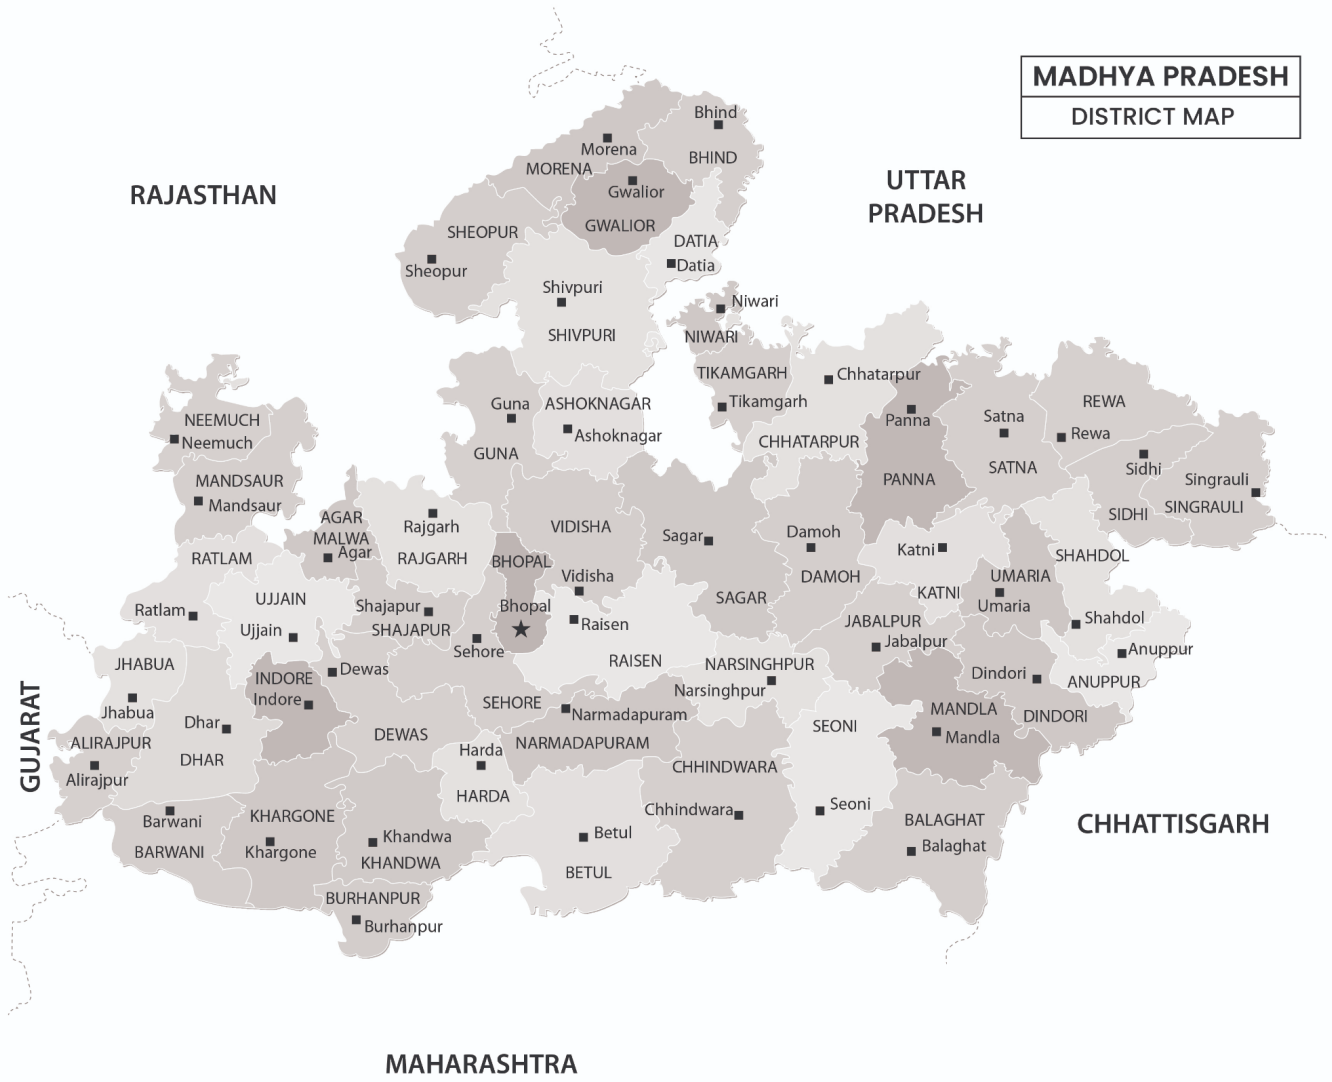 MADHYA PRADESH
DISTRICT MAP
RAJASTHAN
UTTAR
PRADESH
GUJARAT
CHHATTISGARH
MAHARASHTRA
Bhind
BHIND
Morena
MORENA
Gwalior
GWALIOR
SHEOPUR
Sheopur
DATIA
Datia
Shivpuri
SHIVPURI
Niwari
NIWARI
TIKAMGARH
Tikamgarh
Chhatarpur
CHHATARPUR
Panna
PANNA
Satna
SATNA
REWA
Rewa
Sidhi
SIDHI
Singrauli
SINGRAULI
NEEMUCH
Neemuch
MANDSAUR
Mandsaur
Guna
GUNA
ASHOKNAGAR
Ashoknagar
AGAR
MALWA
Agar
Rajgarh
RAJGARH
VIDISHA
Vidisha
BHOPAL
Bhopal
Sagar
SAGAR
Damoh
DAMOH
Katni
KATNI
UMARIA
Umaria
SHAHDOL
Shahdol
Anuppur
ANUPPUR
RATLAM
Ratlam
UJJAIN
Ujjain
Shajapur
SHAJAPUR
Sehore
SEHORE
Raisen
RAISEN
JABALPUR
Jabalpur
NARSINGHPUR
Narsinghpur
Dindori
DINDORI
MANDLA
Mandla
JHABUA
Jhabua
INDORE
Indore
Dewas
DEWAS
Dhar
DHAR
ALIRAJPUR
Alirajpur
Narmadapuram
NARMADAPURAM
Harda
HARDA
SEONI
Seoni
CHHINDWARA
Chhindwara
BALAGHAT
Balaghat
Barwani
BARWANI
KHARGONE
Khargone
Khandwa
KHANDWA
Betul
BETUL
BURHANPUR
Burhanpur